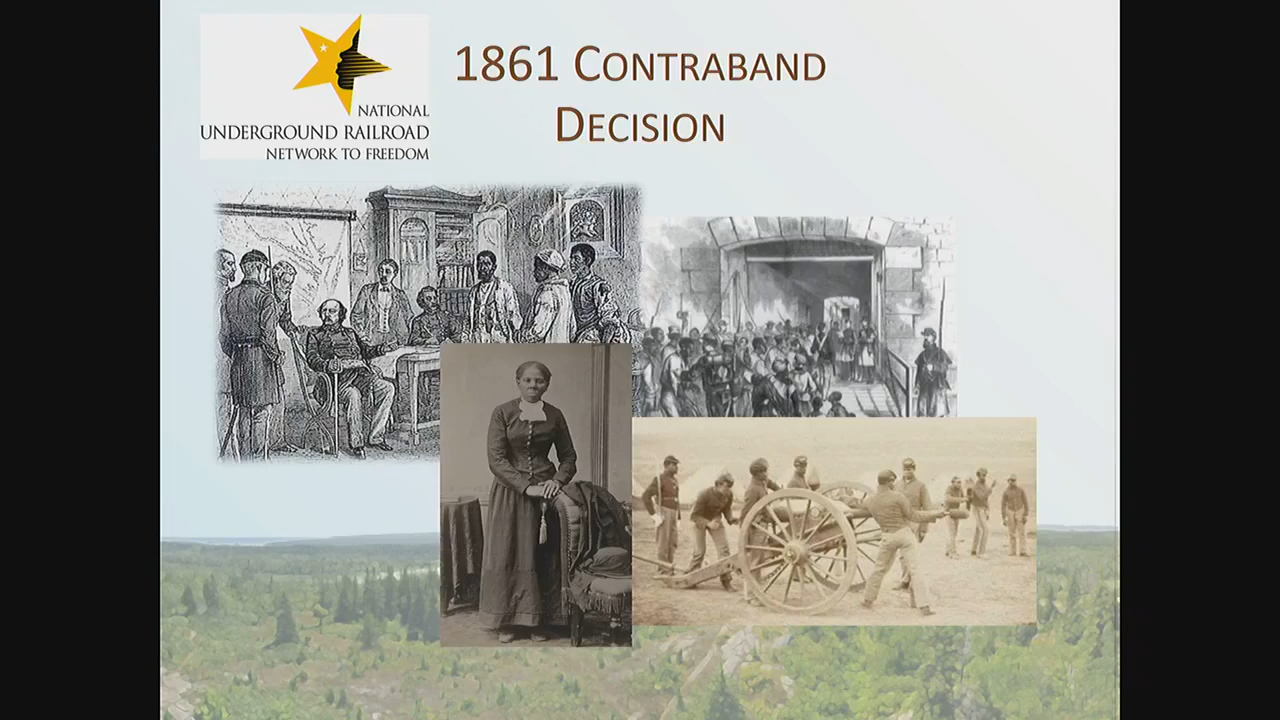 1861 CONTRABAND
DECISION
NATIONAL
UNDERGROUND RAILROAD
NETWORK TO FREEDOM